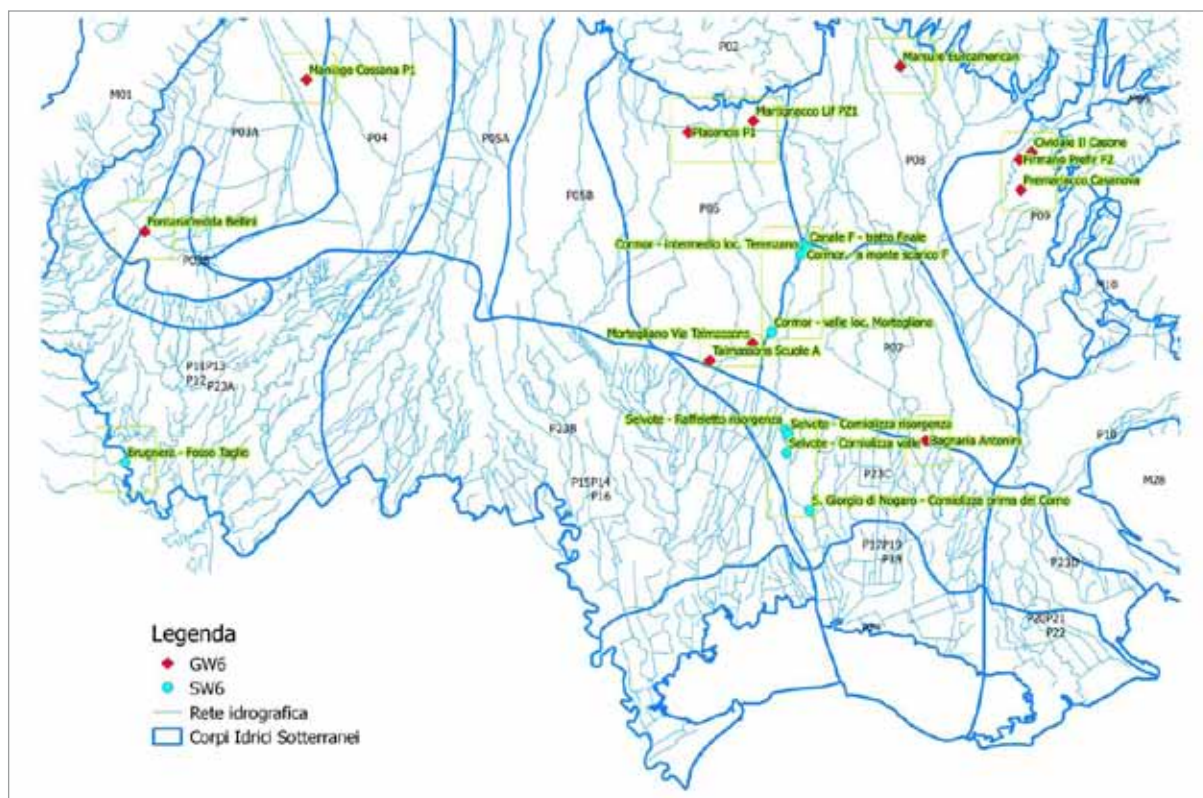 P02
Maniago Cossana P1
M01
P03A
P04
P05A
Martignacco Lif PZ1
Plasencis P1
P08
Cividale Il Casone
Firmano Prefir F2
Premariacco Casanova
P09
P05B
P05
Fontanafredda Bellini
Canale F - tratto finale
Cormor - intermedio loc. Terenzano
Cormor - a monte scarico F
Cormor - valle loc. Mortegliano
Mortegliano Via Talmassons
Talmassons Scuole A
P07
P11P13
P12 P23A
Selvote - Raffeletto risorgenza
Selvote - Corniolizza risorgenza
Selvote - Corniolizza valle
Bagnaria Antonini
P10
P23B
Brugnera - Fosso Taglio
P15P14
P16
P23C
M28
S. Giorgio di Nogaro - Corniolizza prima del Corno
P17P19
P18
P23D
P20P21
P22
Legenda
GW6
SW6
Rete idrografica
Corpi Idrici Sotterranei